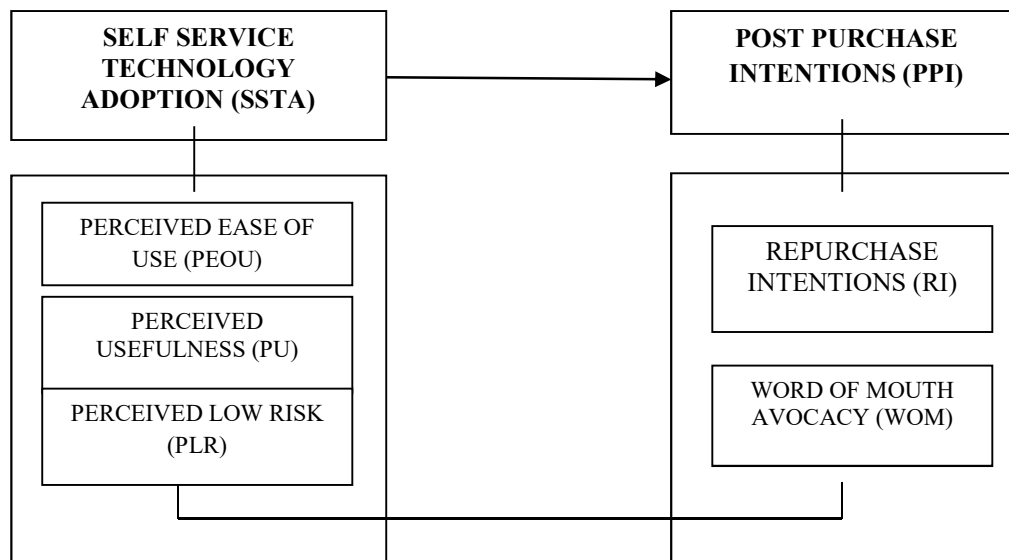 SELF SERVICE
TECHNOLOGY
ADOPTION (SSTA)
POST PURCHASE
INTENTIONS (PPI)
PERCEIVED EASE OF
USE (PEOU)
PERCEIVED
USEFULNESS (PU)
PERCEIVED LOW RISK
(PLR)
REPURCHASE
INTENTIONS (RI)
WORD OF MOUTH
AVOCACY (WOM)